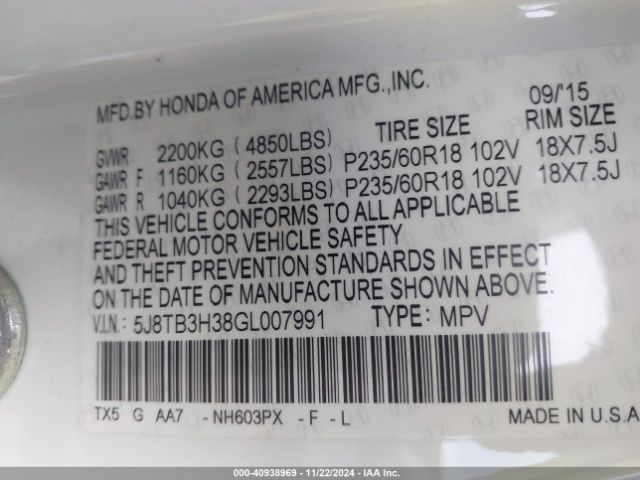 MFD.BY HONDA OF AMERICA MFG.,INC. 09/15
TIRE SIZE RIM SIZE
GVWR 2200KG ( 4850LBS)
GAWR F 1160KG ( 2557LBS) P235/60R18 102V 18X7.5J
GAWR R 1040KG ( 2293LBS) P235/60R18 102V 18X7.5J
THIS VEHICLE CONFORMS TO ALL APPLICABLE
FEDERAL MOTOR VEHICLE SAFETY
AND THEFT PREVENTION STANDARDS IN EFFECT
ON THE DATE OF MANUFACTURE SHOWN ABOVE.
V.I.N: 5J8TB3H38GL007991 TYPE: MPV
TX5 G AA7 -NH603PX -F - L
MADE IN U.S.A
000-40938969 - 11/22/2024 - IAA Inc.